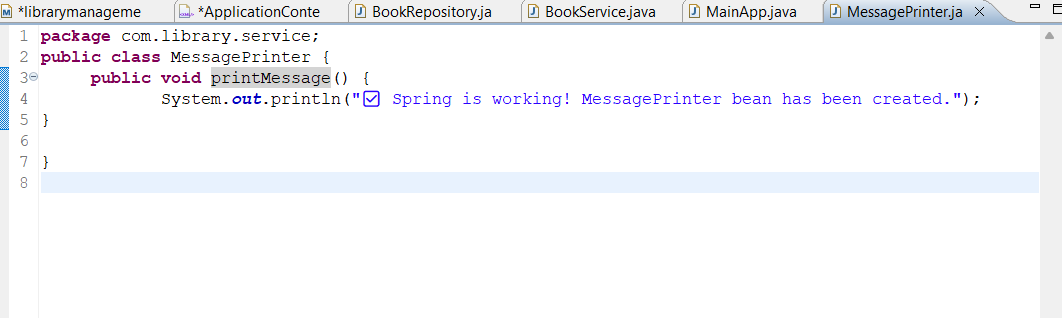 *librarymanageme
*ApplicationConte
BookRepository.ja
BookService.java
MainApp.java
MessagePrinter.ja
1 package com.library.service;
2 public class MessagePrinter {
3 public void printMessage() {
4 System.out.println("☑ Spring is working! MessagePrinter bean has been created.");
5 }
6
7 }
8